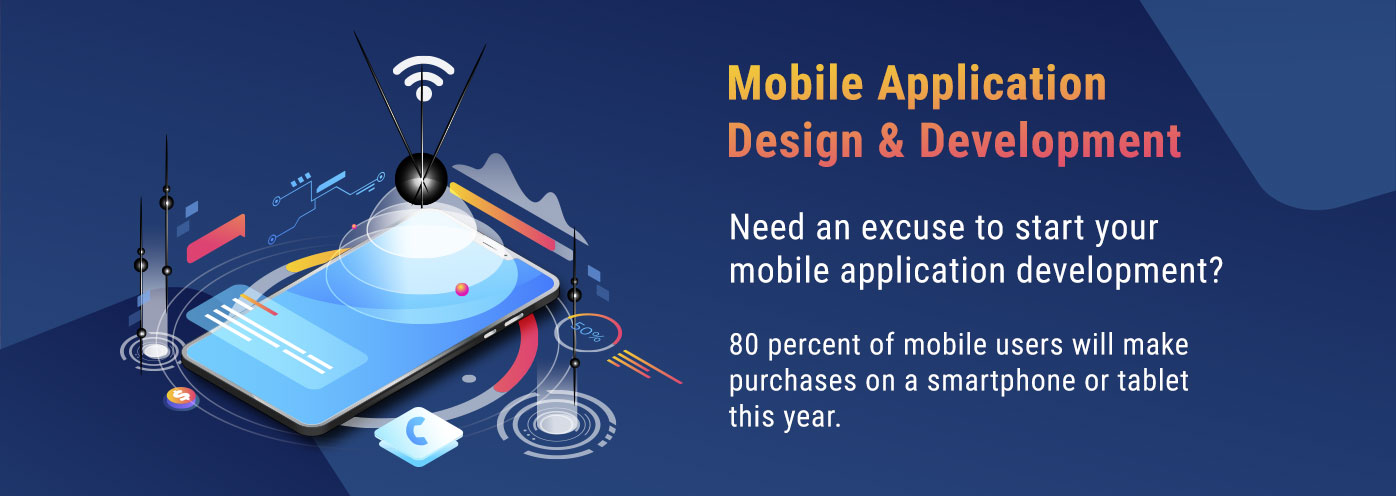 Mobile Application
Design & Development
Need an excuse to start your
mobile application development?
80 percent of mobile users will make
purchases on a smartphone or tablet
this year.
50%
$
C